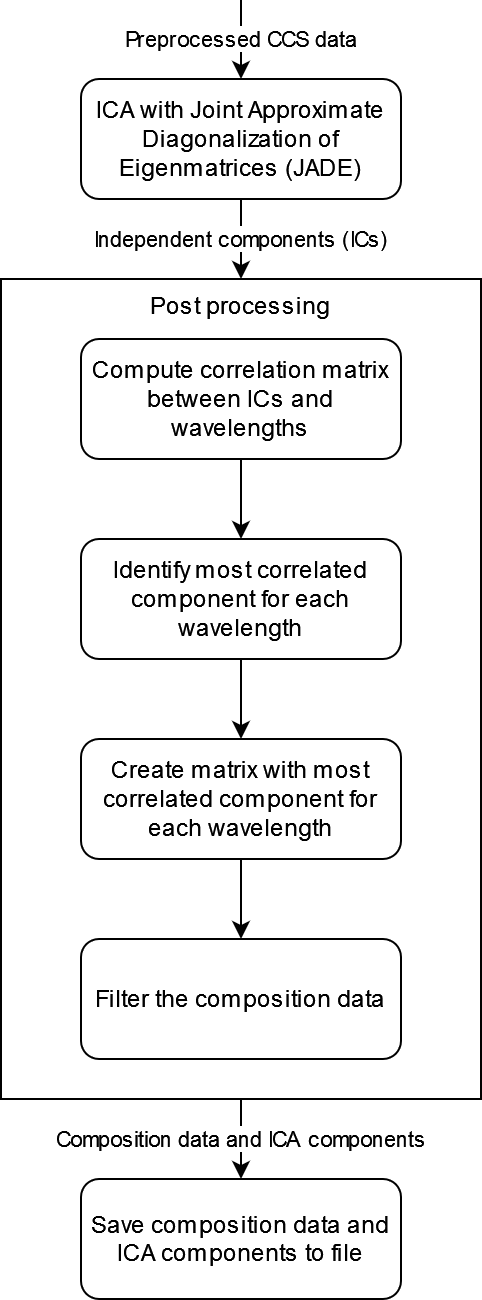 Preprocessed CCS data
ICA with Joint Approximate
Diagonalization of
Eigenmatrices (JADE)
Independent components (ICs)
Post processing
Compute correlation matrix
between ICs and
wavelengths
Identify most correlated
component for each
wavelength
Create matrix with most
correlated component for
each wavelength
Filter the composition data
Composition data and ICA components
Save composition data and
ICA components to file